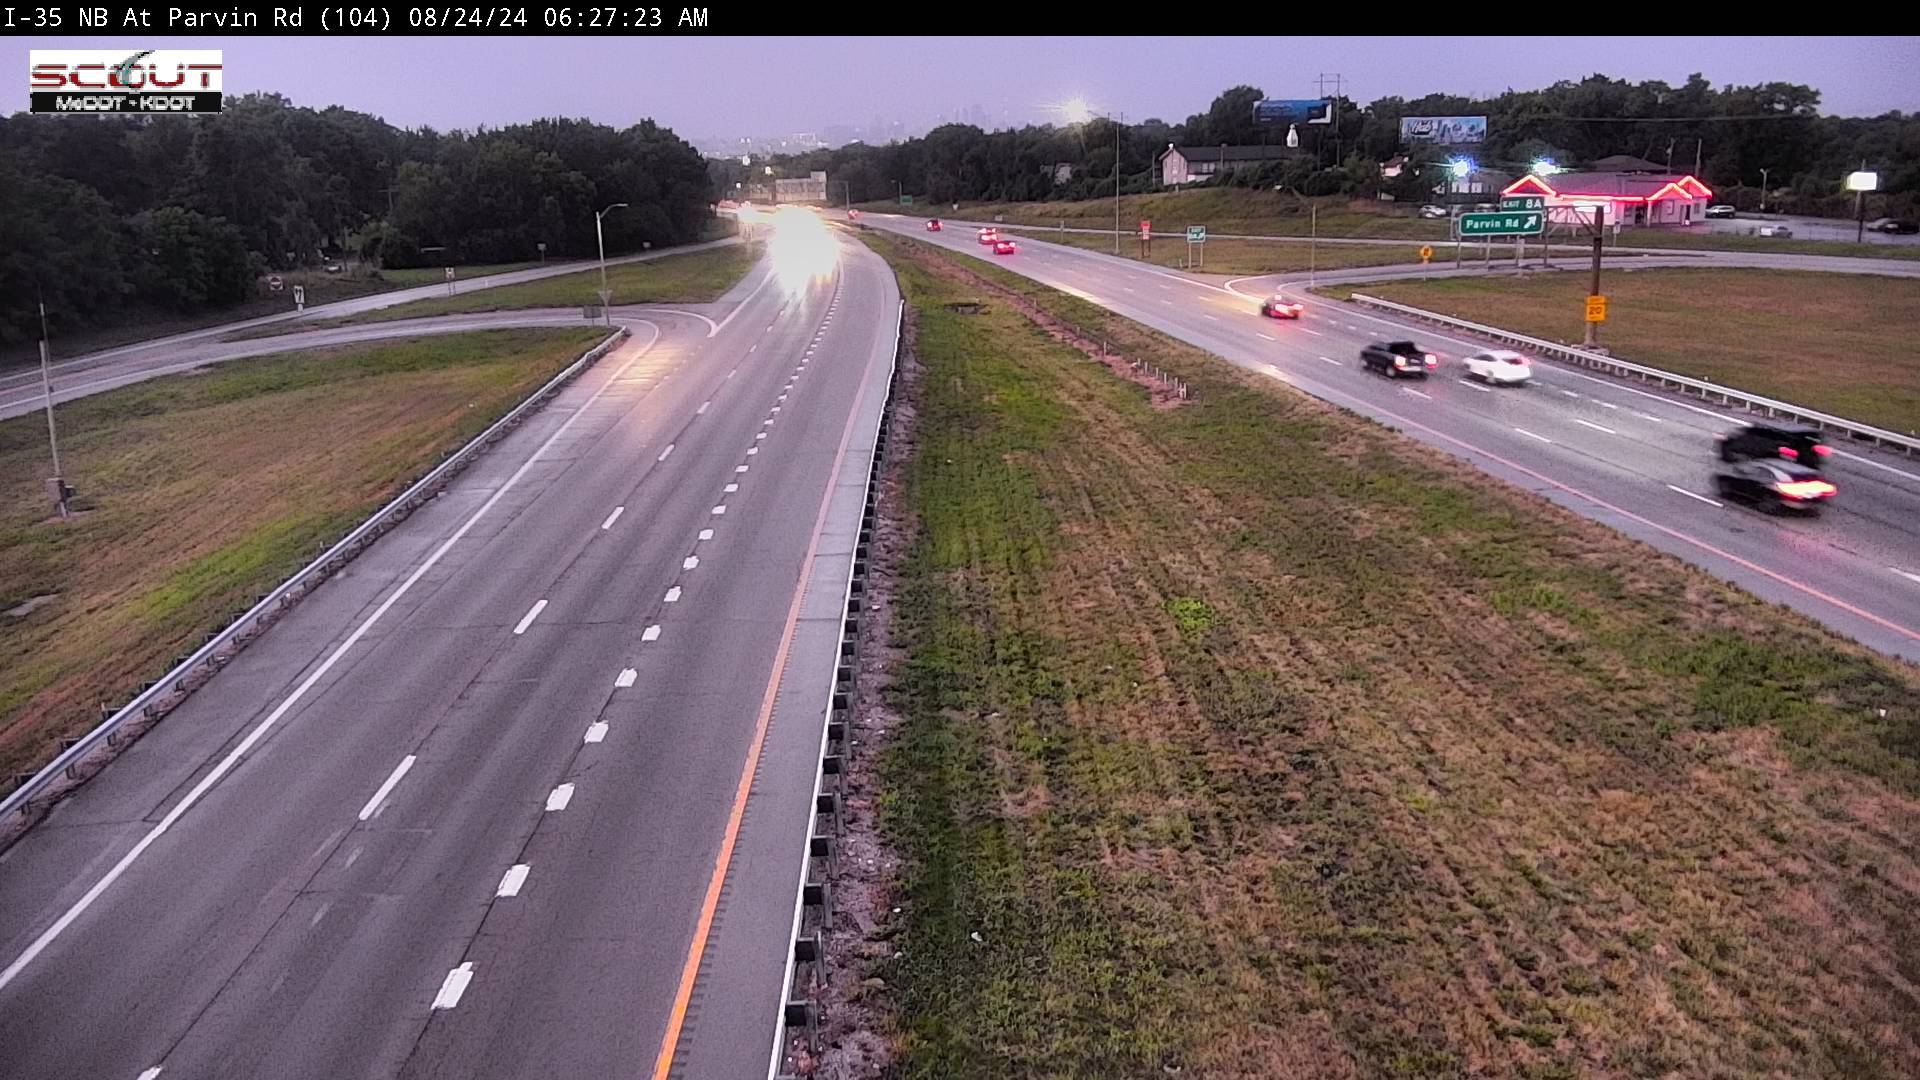 I-35 NB At Parvin Rd (104) 08/24/24 06:27:23 AM
SCOUT
MoDOT - KDOT
EXIT 8A
Parvin Rd
20